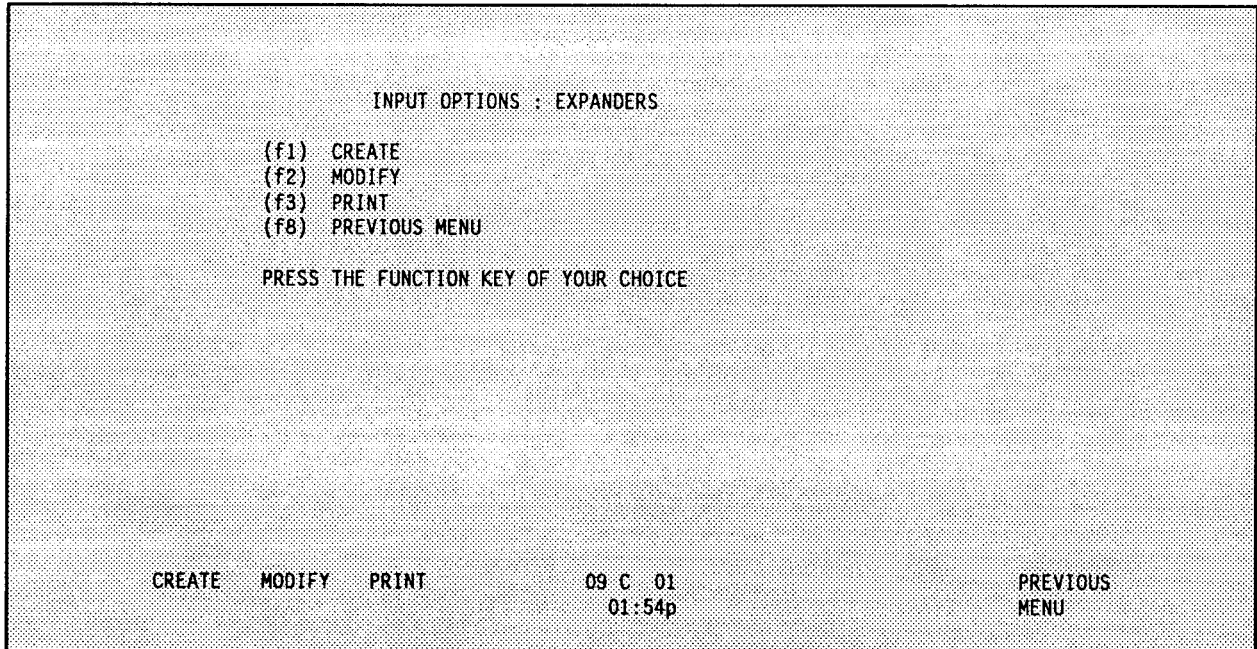 INPUT OPTIONS : EXPANDERS
(f1) CREATE
(f2) MODIFY
(f3) PRINT
(f8) PREVIOUS MENU
PRESS THE FUNCTION KEY OF YOUR CHOICE
CREATE MODIFY PRINT 09 C 01 PREVIOUS
01:54p MENU